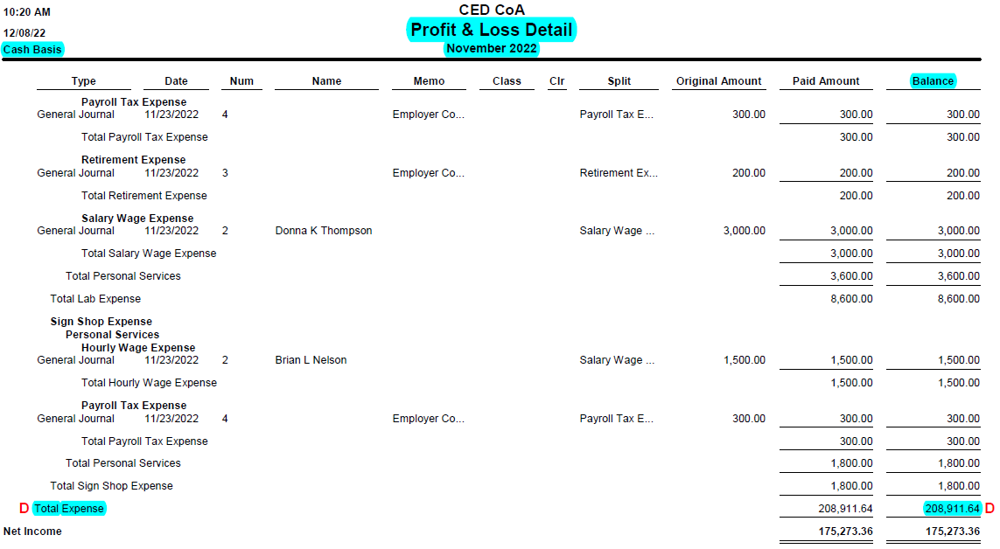 10:20 AM CED CoA
12/08/22 Profit & Loss Detail
Cash Basis November 2022
Type Date Num Name Memo Class Clr Split Original Amount Paid Amount Balance
Payroll Tax Expense
General Journal 11/23/2022 4 Employer Co... Payroll Tax E... 300.00 300.00 300.00
Total Payroll Tax Expense 300.00 300.00
Retirement Expense
General Journal 11/23/2022 3 Employer Co... Retirement Ex... 200.00 200.00 200.00
Total Retirement Expense 200.00 200.00
Salary Wage Expense
General Journal 11/23/2022 2 Donna K Thompson Salary Wage ... 3,000.00 3,000.00 3,000.00
Total Salary Wage Expense 3,000.00 3,000.00
Total Personal Services 3,600.00 3,600.00
Total Lab Expense 8,600.00 8,600.00
Sign Shop Expense
Personal Services
Hourly Wage Expense
General Journal 11/23/2022 2 Brian L Nelson Salary Wage ... 1,500.00 1,500.00 1,500.00
Total Hourly Wage Expense 1,500.00 1,500.00
Payroll Tax Expense
General Journal 11/23/2022 4 Employer Co... Payroll Tax E... 300.00 300.00 300.00
Total Payroll Tax Expense 300.00 300.00
Total Personal Services 1,800.00 1,800.00
Total Sign Shop Expense 1,800.00 1,800.00
D Total Expense 208,911.64 208,911.64 D
Net Income 175,273.36 175,273.36